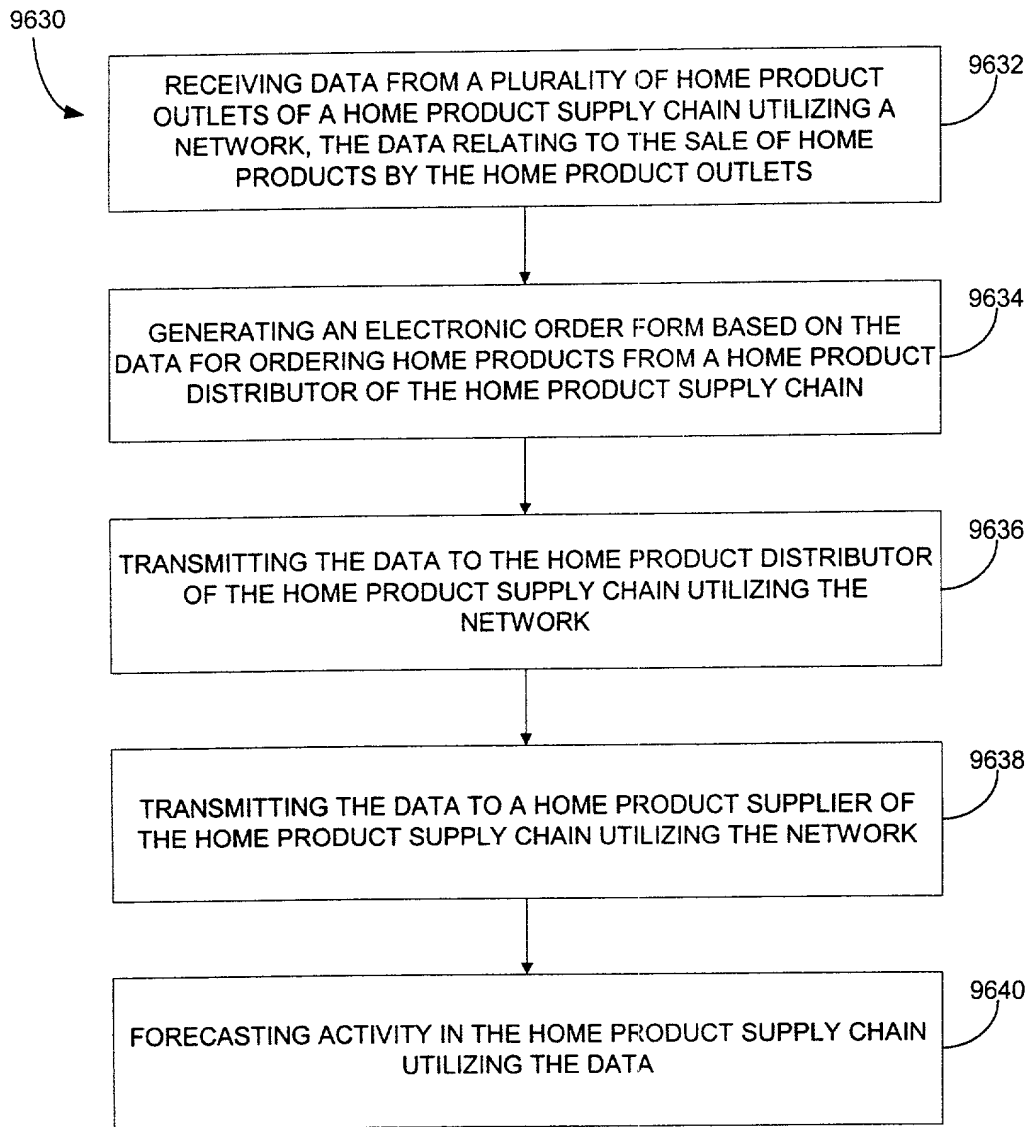 9630
RECEIVING DATA FROM A PLURALITY OF HOME PRODUCT
OUTLETS OF A HOME PRODUCT SUPPLY CHAIN UTILIZING A
NETWORK, THE DATA RELATING TO THE SALE OF HOME
PRODUCTS BY THE HOME PRODUCT OUTLETS
9632
GENERATING AN ELECTRONIC ORDER FORM BASED ON THE
DATA FOR ORDERING HOME PRODUCTS FROM A HOME PRODUCT
DISTRIBUTOR OF THE HOME PRODUCT SUPPLY CHAIN
9634
TRANSMITTING THE DATA TO THE HOME PRODUCT DISTRIBUTOR
OF THE HOME PRODUCT SUPPLY CHAIN UTILIZING THE
NETWORK
9636
TRANSMITTING THE DATA TO A HOME PRODUCT SUPPLIER OF
THE HOME PRODUCT SUPPLY CHAIN UTILIZING THE NETWORK
9638
FORECASTING ACTIVITY IN THE HOME PRODUCT SUPPLY CHAIN
UTILIZING THE DATA
9640